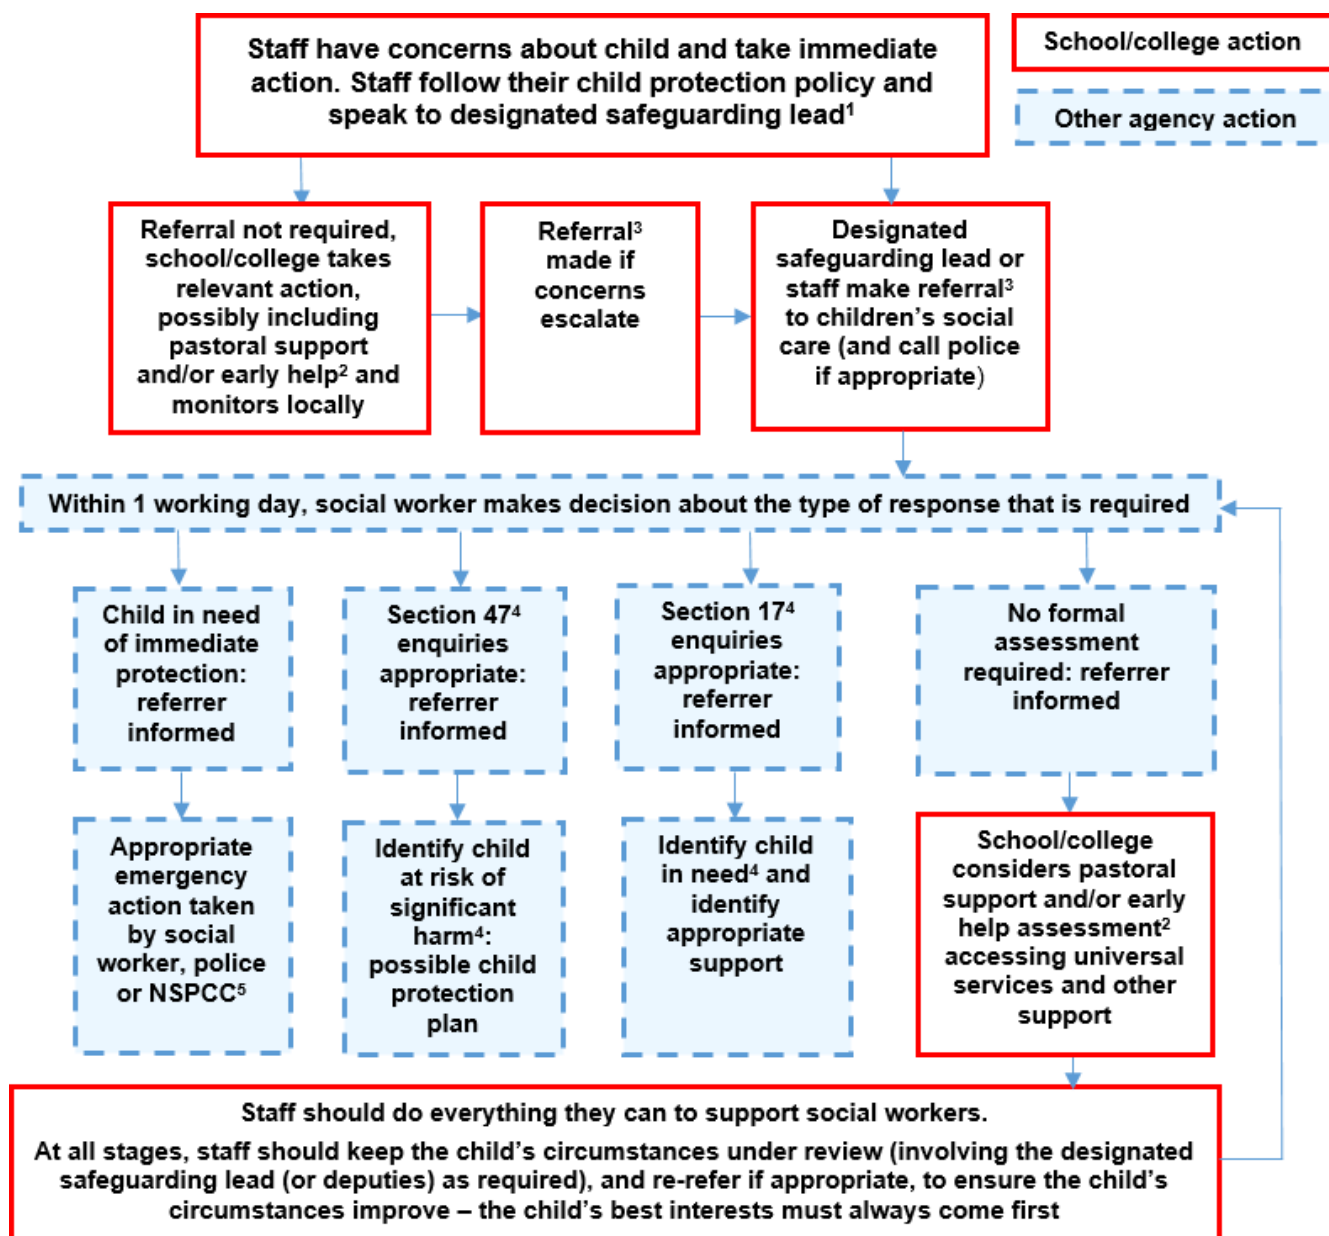 Staff have concerns about child and take immediate
action. Staff follow their child protection policy and
speak to designated safeguarding lead¹
School/college action
Other agency action
Referral not required,
school/college takes
relevant action,
possibly including
pastoral support
and/or early help² and
monitors locally
Referral³
made if
concerns
escalate
Designated
safeguarding lead or
staff make referral³
to children's social
care (and call police
if appropriate)
Within 1 working day, social worker makes decision about the type of response that is required
Child in need
of immediate
protection:
referrer
informed
Section 47⁴
enquiries
appropriate:
referrer
informed
Section 17⁴
enquiries
appropriate:
referrer
informed
No formal
assessment
required: referrer
informed
Appropriate
emergency
action taken
by social
worker, police
or NSPCC⁵
Identify child
at risk of
significant
harm⁴:
possible child
protection
plan
Identify child
in need⁴ and
identify
appropriate
support
School/college
considers pastoral
support and/or early
help assessment²
accessing universal
services and other
support
Staff should do everything they can to support social workers.
At all stages, staff should keep the child's circumstances under review (involving the designated
safeguarding lead (or deputies) as required), and re-refer if appropriate, to ensure the child's
circumstances improve – the child's best interests must always come first